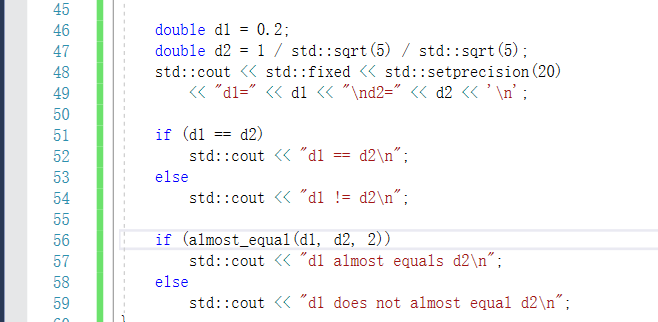 45
46 double d1 = 0.2;
47 double d2 = 1 / std::sqrt(5) / std::sqrt(5);
48 std::cout << std::fixed << std::setprecision(20)
49 << "d1=" << d1 << "\nd2=" << d2 << '\n';
50
51 if (d1 == d2)
52 std::cout << "d1 == d2\n";
53 else
54 std::cout << "d1 != d2\n";
55
56 if (almost_equal(d1, d2, 2))
57 std::cout << "d1 almost equals d2\n";
58 else
59 std::cout << "d1 does not almost equal d2\n";